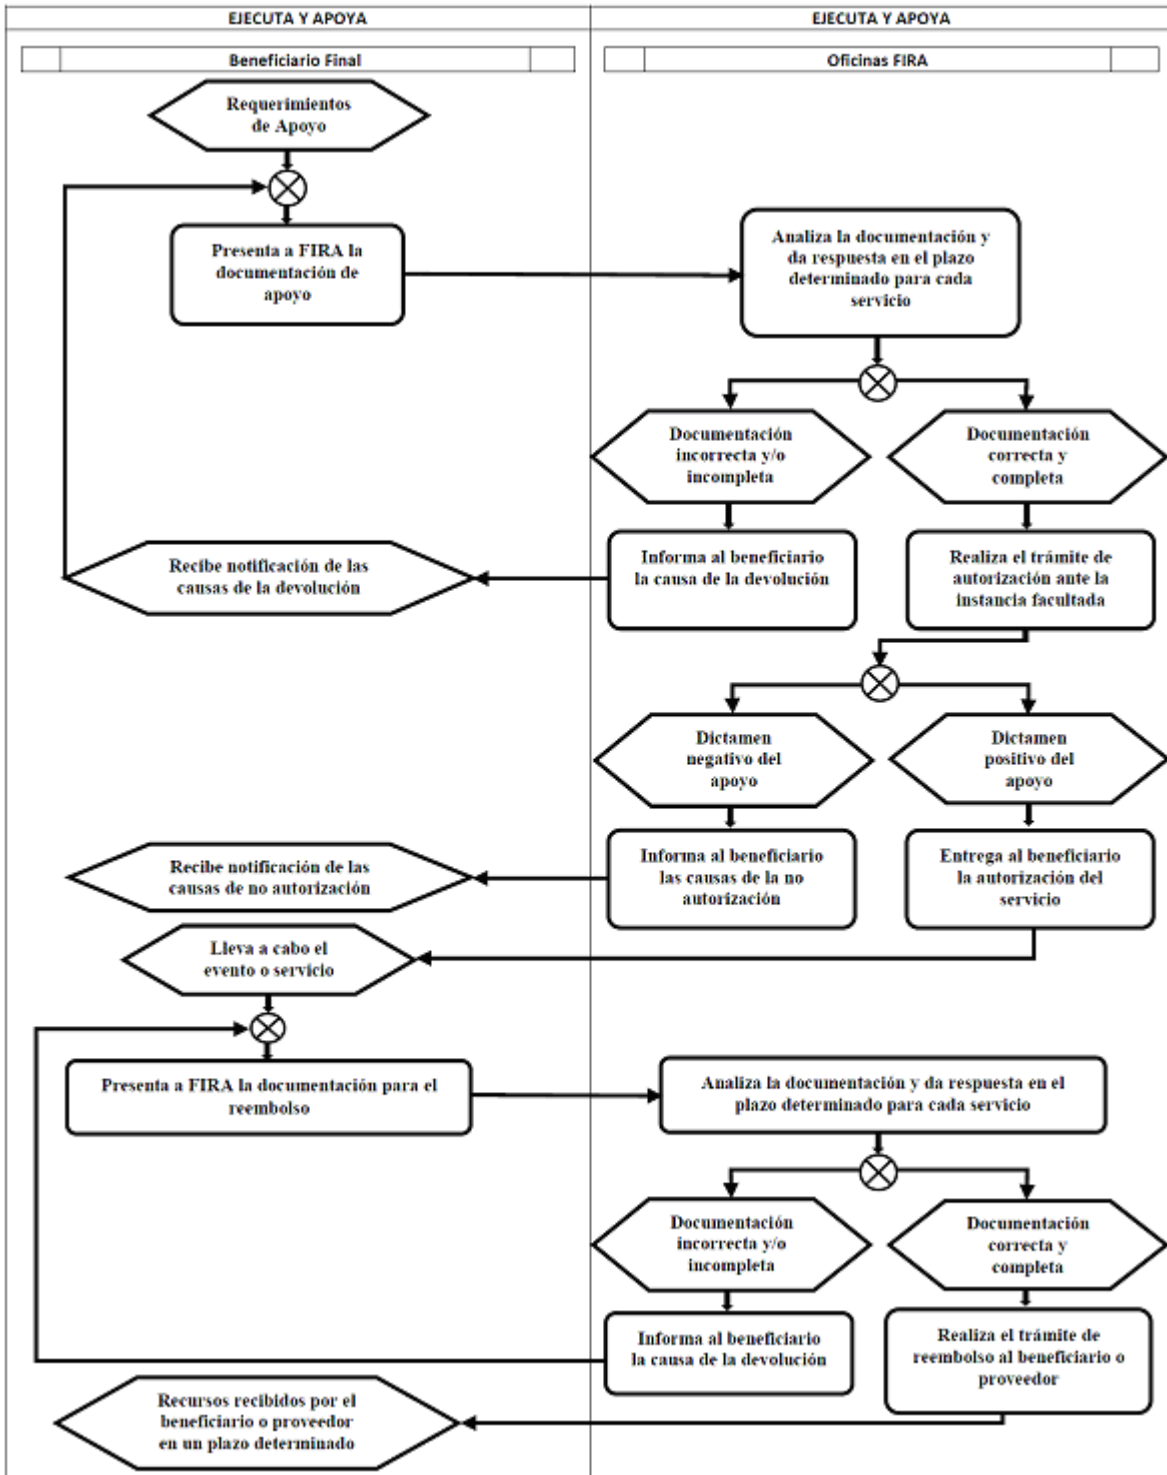 EJECUTA Y APOYA
EJECUTA Y APOYA
Beneficiario Final
Oficinas FIRA
Requerimientos
de Apoyo
Presenta a FIRA la
documentación de
apoyo
Analiza la documentación y
da respuesta en el plazo
determinado para cada
servicio
Documentación
incorrecta y/o
incompleta
Documentación
correcta y
completa
Recibe notificación de las
causas de la devolución
Informa al beneficiario
la causa de la devolución
Realiza el trámite de
autorización ante la
instancia facultada
Dictamen
negativo del
apoyo
Dictamen
positivo del
apoyo
Recibe notificación de las
causas de no autorización
Informa al beneficiario
las causas de la no
autorización
Entrega al beneficiario
la autorización del
servicio
Lleva a cabo el
evento o servicio
Presenta a FIRA la documentación para el
reembolso
Analiza la documentación y da respuesta en el
plazo determinado para cada servicio
Documentación
incorrecta y/o
incompleta
Documentación
correcta y
completa
Informa al beneficiario
la causa de la devolución
Realiza el trámite de
reembolso al beneficiario o
proveedor
Recursos recibidos por el
beneficiario o proveedor
en un plazo determinado